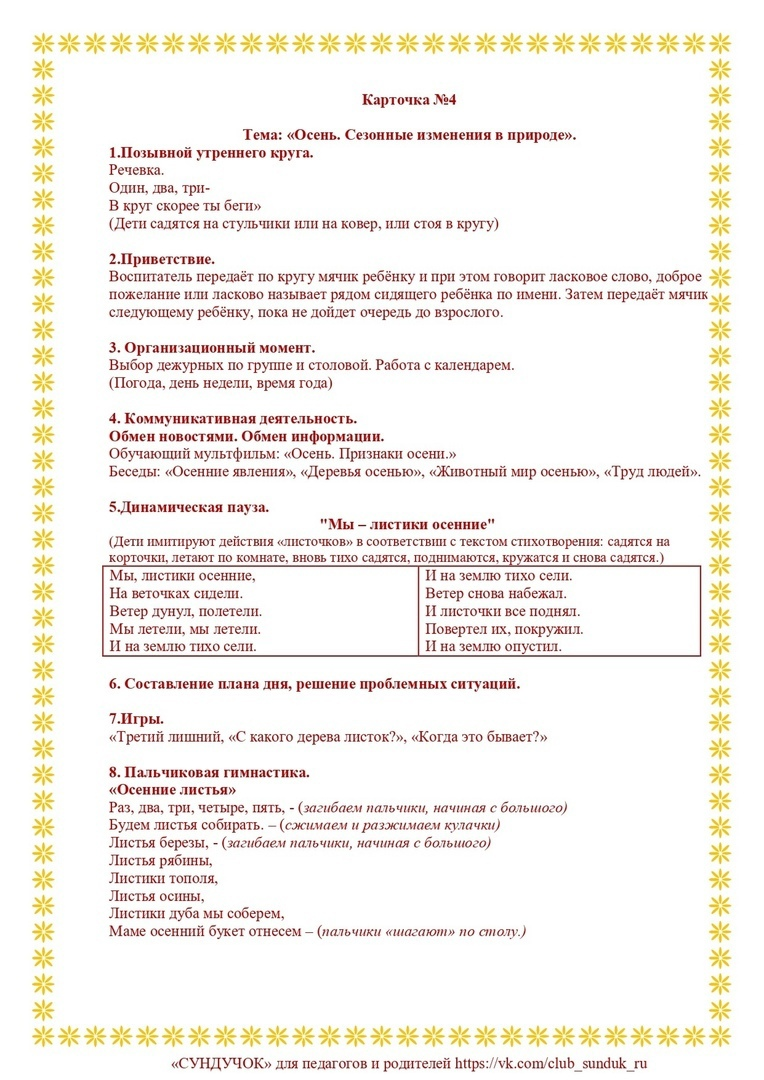 Карточка №4
Тема: «Осень. Сезонные изменения в природе».
1.Позывной утреннего круга.
Речевка.
Один, два, три-
В круг скорее ты беги»
(Дети садятся на стульчики или на ковер, или стоя в кругу)
2.Приветствие.
Воспитатель передаёт по кругу мячик ребёнку и при этом говорит ласковое слово, доброе
пожелание или ласково называет рядом сидящего ребёнка по имени. Затем передаёт мячик
следующему ребёнку, пока не дойдет очередь до взрослого.
3. Организационный момент.
Выбор дежурных по группе и столовой. Работа с календарем.
(Погода, день недели, время года)
4. Коммуникативная деятельность.
Обмен новостями. Обмен информации.
Обучающий мультфильм: «Осень. Признаки осени.»
Беседы: «Осенние явления», «Деревья осенью», «Животный мир осенью», «Труд людей».
5.Динамическая пауза.
"Мы – листики осенние"
(Дети имитируют действия «листочков» в соответствии с текстом стихотворения: садятся на
корточки, летают по комнате, вновь тихо садятся, поднимаются, кружатся и снова садятся.)
Мы, листики осенние,
На веточках сидели.
Ветер дунул, полетели.
Мы летели, мы летели.
И на землю тихо сели.
И на землю тихо сели.
Ветер снова набежал.
И листочки все поднял.
Повертел их, покружил.
И на землю опустил.
6. Составление плана дня, решение проблемных ситуаций.
7.Игры.
«Третий лишний, «С какого дерева листок?», «Когда это бывает?»
8. Пальчиковая гимнастика.
«Осенние листья»
Раз, два, три, четыре, пять, - (загибаем пальчики, начиная с большого)
Будем листья собирать. – (сжимаем и разжимаем кулачки)
Листья березы, - (загибаем пальчики, начиная с большого)
Листья рябины,
Листики тополя,
Листья осины,
Листики дуба мы соберем,
Маме осенний букет отнесем – (пальчики «шагают» по столу.)
«СУНДУЧОК» для педагогов и родителей https://vk.com/club_sunduk_ru